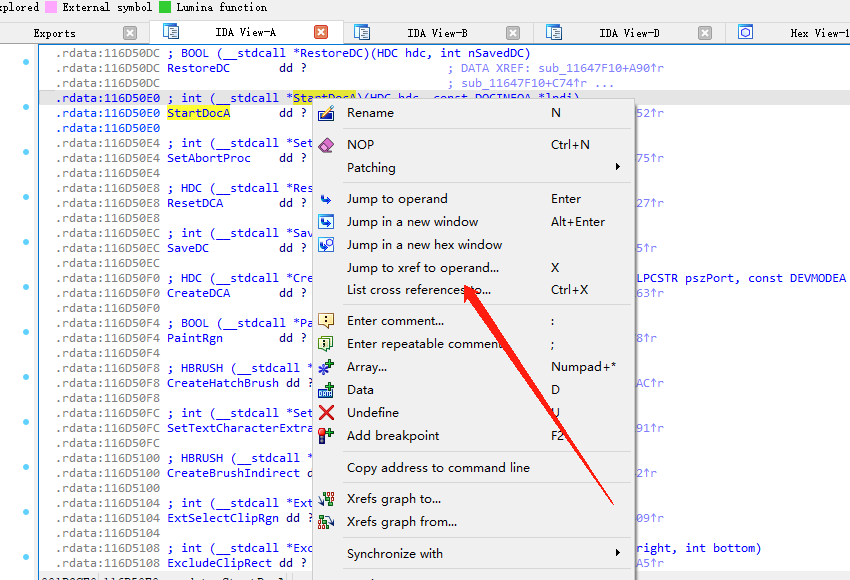 xplored External symbol Lumina function
Exports IDA View-A IDA View-B IDA View-D Hex View-1
.rdata:116D50DC ; BOOL (__stdcall *RestoreDC)(HDC hdc, int nSavedDC)
.rdata:116D50DC RestoreDC dd ? ; DATA XREF: sub_11647F10+A90↑r
.rdata:116D50DC ; sub_11647F10+C74↑r ...
.rdata:116D50E0 ; int (__stdcall *StartDocA)(HDC hdc, const DOCINFOA *lpdi)
.rdata:116D50E0 StartDocA dd ? 52↑r
.rdata:116D50E0
.rdata:116D50E4 ; int (__stdcall *Set
.rdata:116D50E4 SetAbortProc dd ? 75↑r
.rdata:116D50E4
.rdata:116D50E8 ; HDC (__stdcall *Res
.rdata:116D50E8 ResetDCA dd ? 27↑r
.rdata:116D50E8
.rdata:116D50EC ; int (__stdcall *Sav
.rdata:116D50EC SaveDC dd ? 5↑r
.rdata:116D50EC
.rdata:116D50F0 ; HDC (__stdcall *Cre LPCSTR pszPort, const DEVMODEA
.rdata:116D50F0 CreateDCA dd ? 63↑r
.rdata:116D50F0
.rdata:116D50F4 ; BOOL (__stdcall *Pa
.rdata:116D50F4 PaintRgn dd ? 8↑r
.rdata:116D50F4
.rdata:116D50F8 ; HBRUSH (__stdcall *
.rdata:116D50F8 CreateHatchBrush dd ? AC↑r
.rdata:116D50F8
.rdata:116D50FC ; int (__stdcall *Set
.rdata:116D50FC SetTextCharacterExtra 91↑r
.rdata:116D50FC
.rdata:116D5100 ; HBRUSH (__stdcall *
.rdata:116D5100 CreateBrushIndirect d 2↑r
.rdata:116D5100
.rdata:116D5104 ; int (__stdcall *Ext
.rdata:116D5104 ExtSelectClipRgn dd ? 09↑r
.rdata:116D5104
.rdata:116D5108 ; int (__stdcall *Exc right, int bottom)
.rdata:116D5108 ExcludeClipRect dd ? A5↑r
Rename N
NOP Ctrl+N
Patching
Jump to operand Enter
Jump in a new window Alt+Enter
Jump in a new hex window
Jump to xref to operand... X
List cross references to... Ctrl+X
Enter comment... :
Enter repeatable comment ;
Array... Numpad+*
Data D
Undefine U
Add breakpoint F2
Copy address to command line
Xrefs graph to...
Xrefs graph from...
Synchronize with